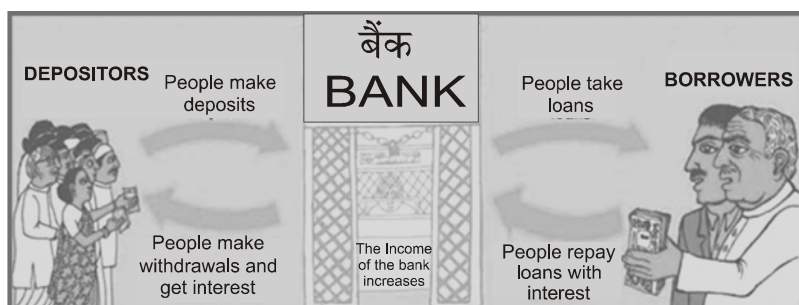 बैंक
BANK
DEPOSITORS
People make
deposits
People take
loans
BORROWERS
People make
withdrawals and
get interest
The Income
of the bank
increases
People repay
loans with
interest